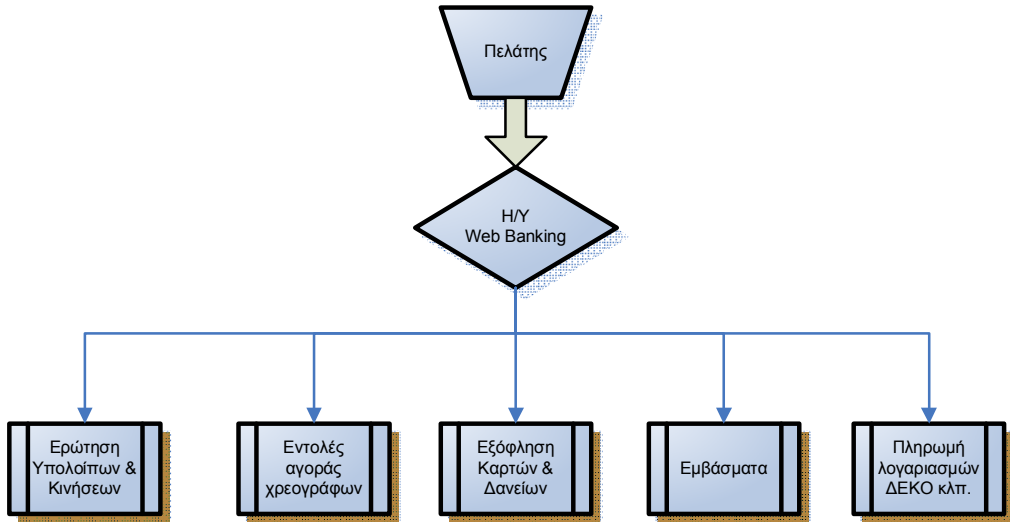 Πελάτης
Η/Υ
Web Banking
Ερώτηση
Υπολοίπων &
Κινήσεων
Εντολές
αγοράς
χρεογράφων
Εξόφληση
Καρτών &
Δανείων
Εμβάσματα
Πληρωμή
λογαριασμών
ΔΕΚΟ κλπ.